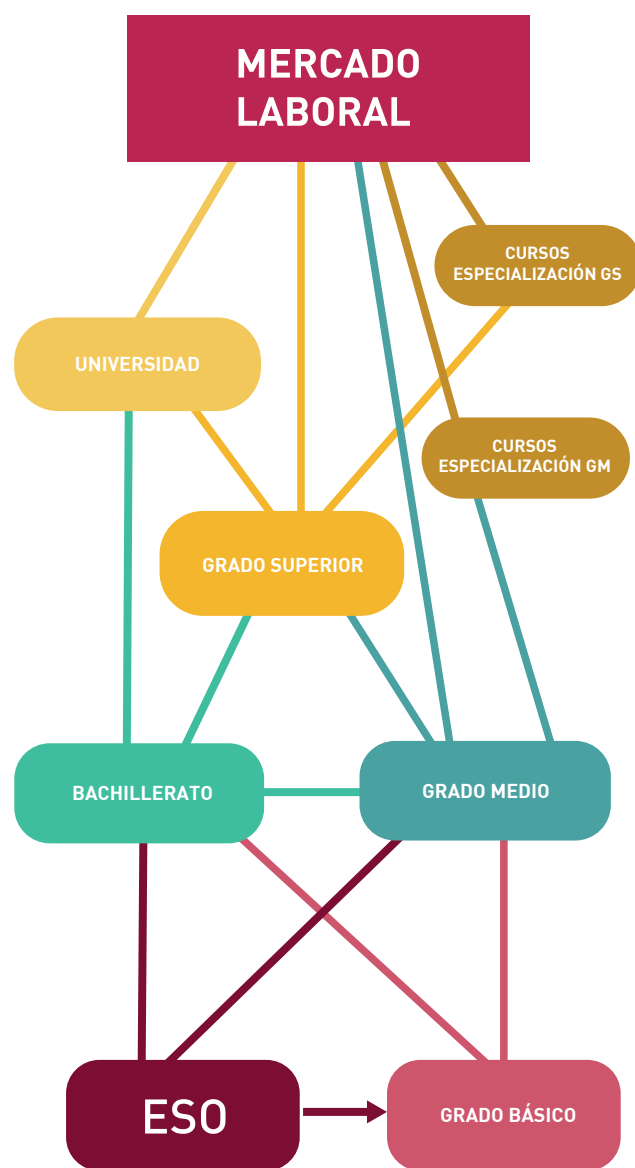 MERCADO
LABORAL
CURSOS
ESPECIALIZACIÓN GS
UNIVERSIDAD
CURSOS
ESPECIALIZACIÓN GM
GRADO SUPERIOR
BACHILLERATO
GRADO MEDIO
ESO
GRADO BÁSICO